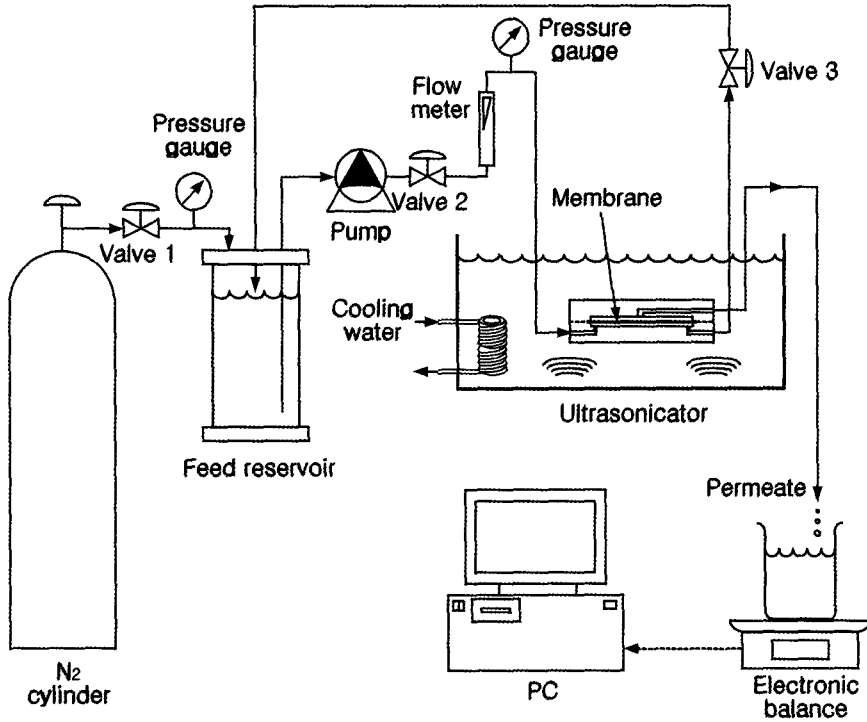 Pressure
gauge
Valve 3
Flow
meter
Pressure
gauge
Valve 2
Membrane
Valve 1
Pump
Cooling
water
Ultrasonicator
Feed reservoir
Permeate
N2
cylinder
PC
Electronic
balance